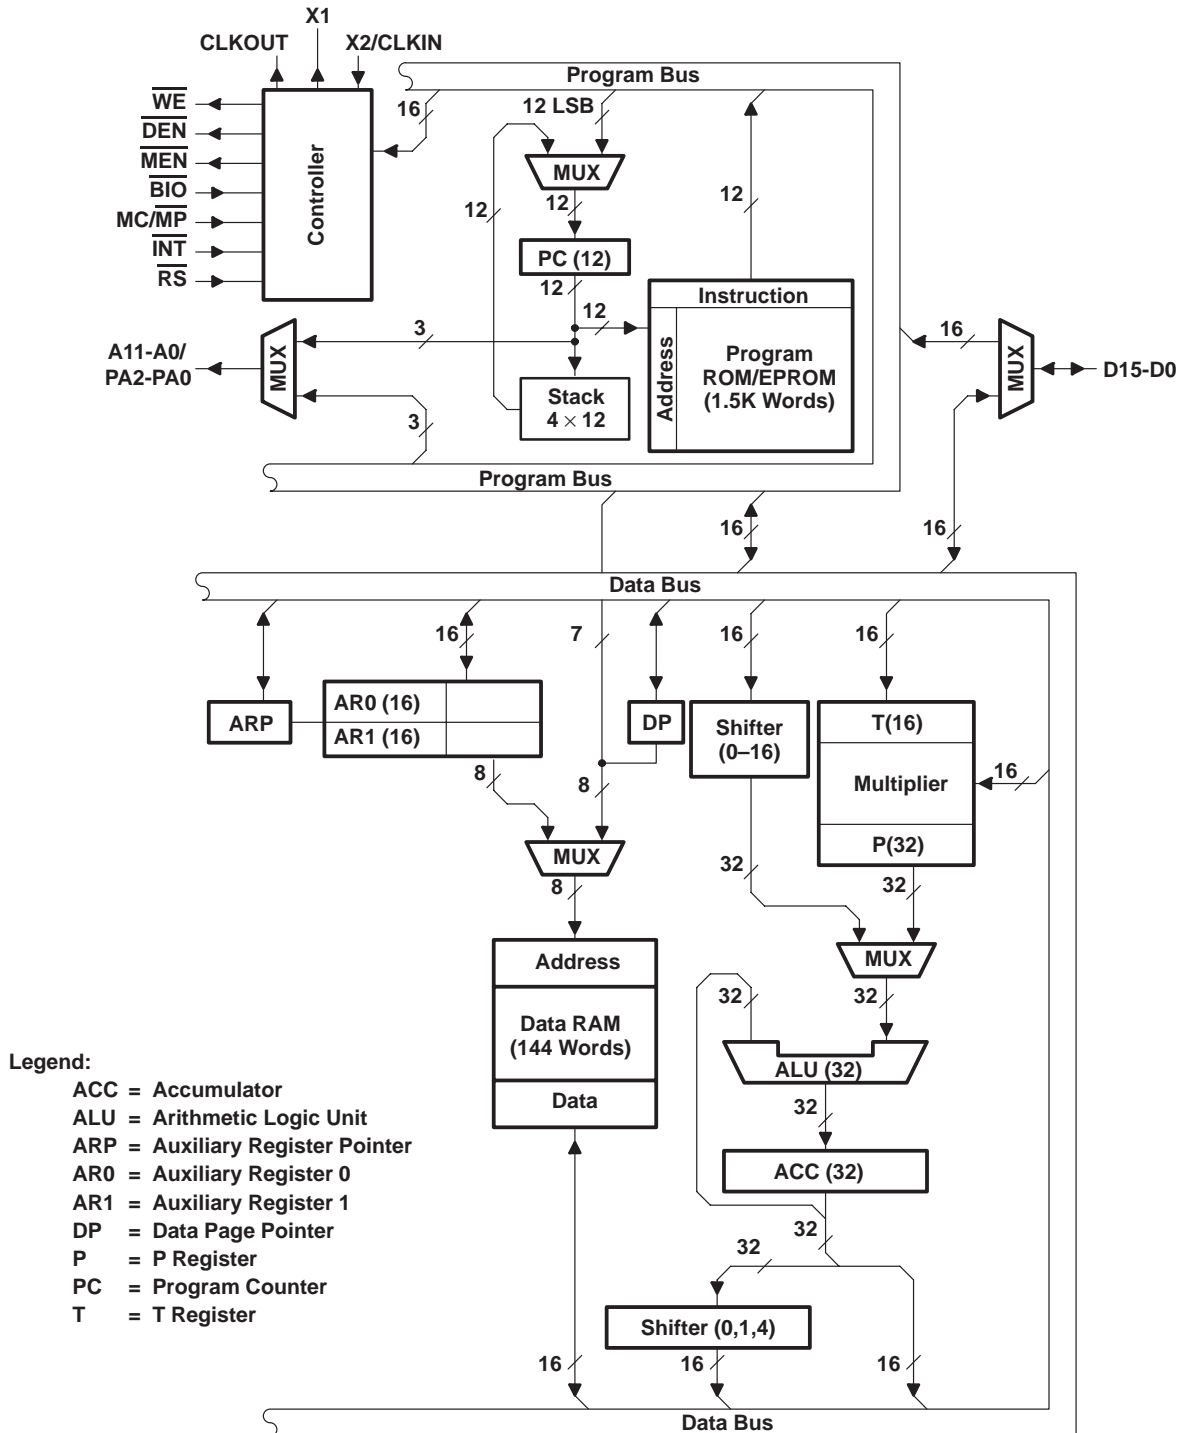 X1
CLKOUT
X2/CLKIN
Program Bus
WE
DEN
MEN
BIO
MC/MP
INT
RS
Controller
16
12 LSB
MUX
12
12
12
PC (12)
12
12
Instruction
Address
Program
ROM/EPROM
(1.5K Words)
A11-A0/
PA2-PA0
MUX
3
3
Stack
4 × 12
16
MUX
D15-D0
Program Bus
16
16
Data Bus
16
7
16
16
ARP
AR0 (16)
AR1 (16)
DP
Shifter
(0–16)
T(16)
Multiplier
P(32)
16
8
8
MUX
8
32
32
MUX
Address
Data RAM
(144 Words)
Data
32
32
ALU (32)
32
ACC (32)
32
32
Shifter (0,1,4)
16
16
16
Data Bus
Legend:
ACC = Accumulator
ALU = Arithmetic Logic Unit
ARP = Auxiliary Register Pointer
AR0 = Auxiliary Register 0
AR1 = Auxiliary Register 1
DP = Data Page Pointer
P = P Register
PC = Program Counter
T = T Register